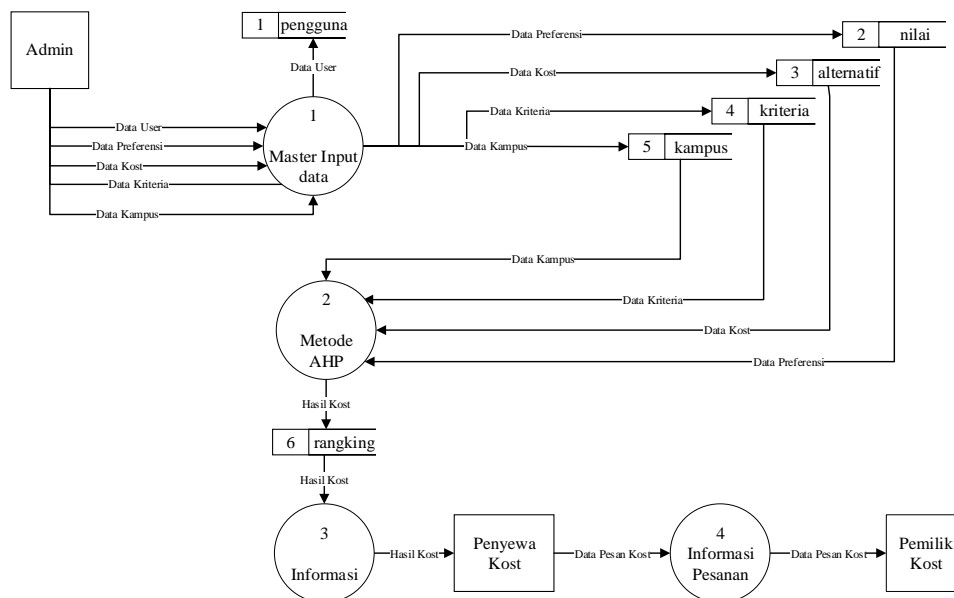 1 pengguna
Data Preferensi
2 nilai
Admin
Data User
Data Kost
3 alternatif
1
Master Input
data
Data Kriteria
4 kriteria
Data User
Data Preferensi
Data Kost
Data Kriteria
Data Kampus
Data Kampus
5 kampus
Data Kampus
2
Metode
AHP
Data Kriteria
Data Kost
Data Preferensi
Hasil Kost
6 rangking
Hasil Kost
3
Informasi
Hasil Kost
Penyewa
Kost
Data Pesan Kost
4
Informasi
Pesanan
Data Pesan Kost
Pemilik
Kost